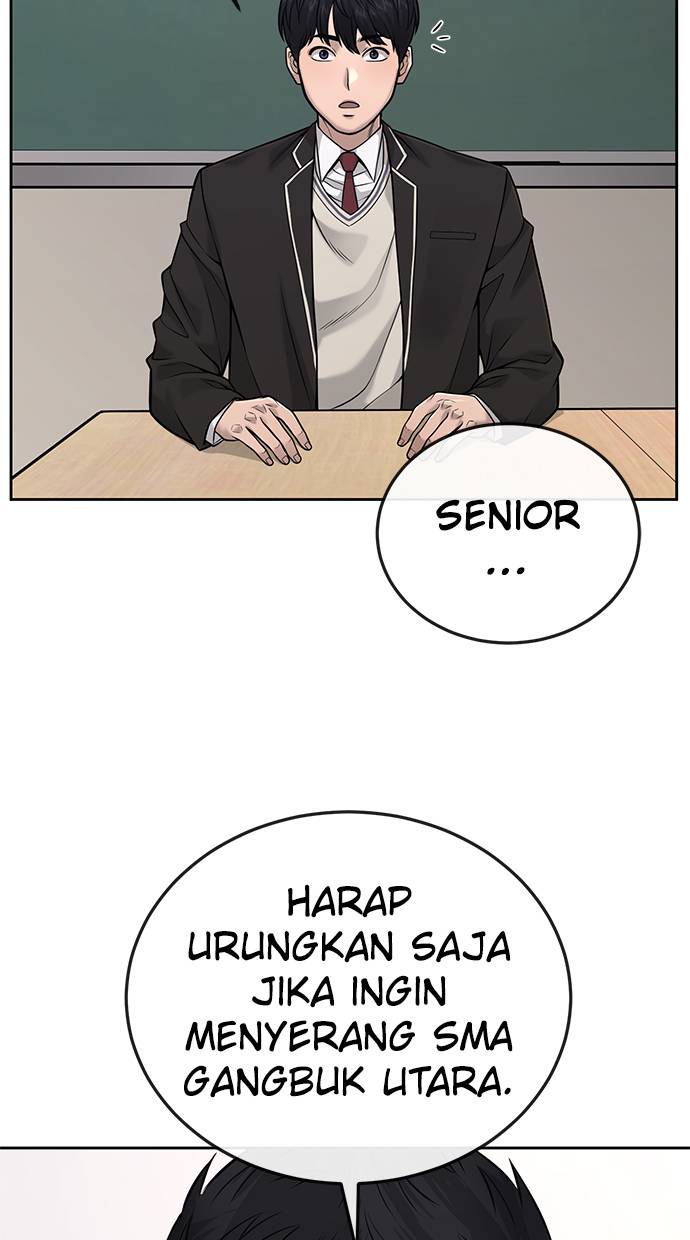 SENIOR
...
HARAP
URUNGKAN SAJA
JIKA INGIN
MENYERANG SMA
GANGBUK UTARA.